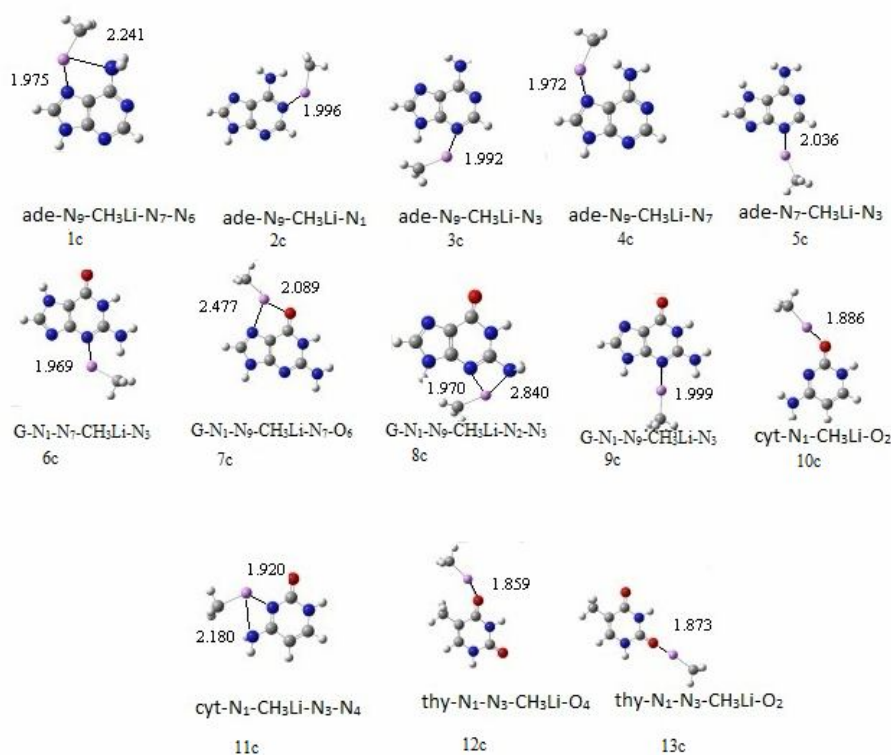 2.241
1.975
1.996
1.992
1.972
2.036
ade-N₉-CH₃Li-N₇-N₆
1c
ade-N₉-CH₃Li-N₁
2c
ade-N₉-CH₃Li-N₃
3c
ade-N₉-CH₃Li-N₇
4c
ade-N₇-CH₃Li-N₃
5c
1.969
2.477
2.089
1.970
2.840
1.999
1.886
G-N₁-N₇-CH₃Li-N₃
6c
G-N₁-N₉-CH₃Li-N₇-O₆
7c
G-N₁-N₉-CH₃Li-N₂-N₃
8c
G-N₁-N₉-CH₃Li-N₃
9c
cyt-N₁-CH₃Li-O₂
10c
1.920
2.180
1.859
1.873
cyt-N₁-CH₃Li-N₃-N₄
11c
thy-N₁-N₃-CH₃Li-O₄
12c
thy-N₁-N₃-CH₃Li-O₂
13c